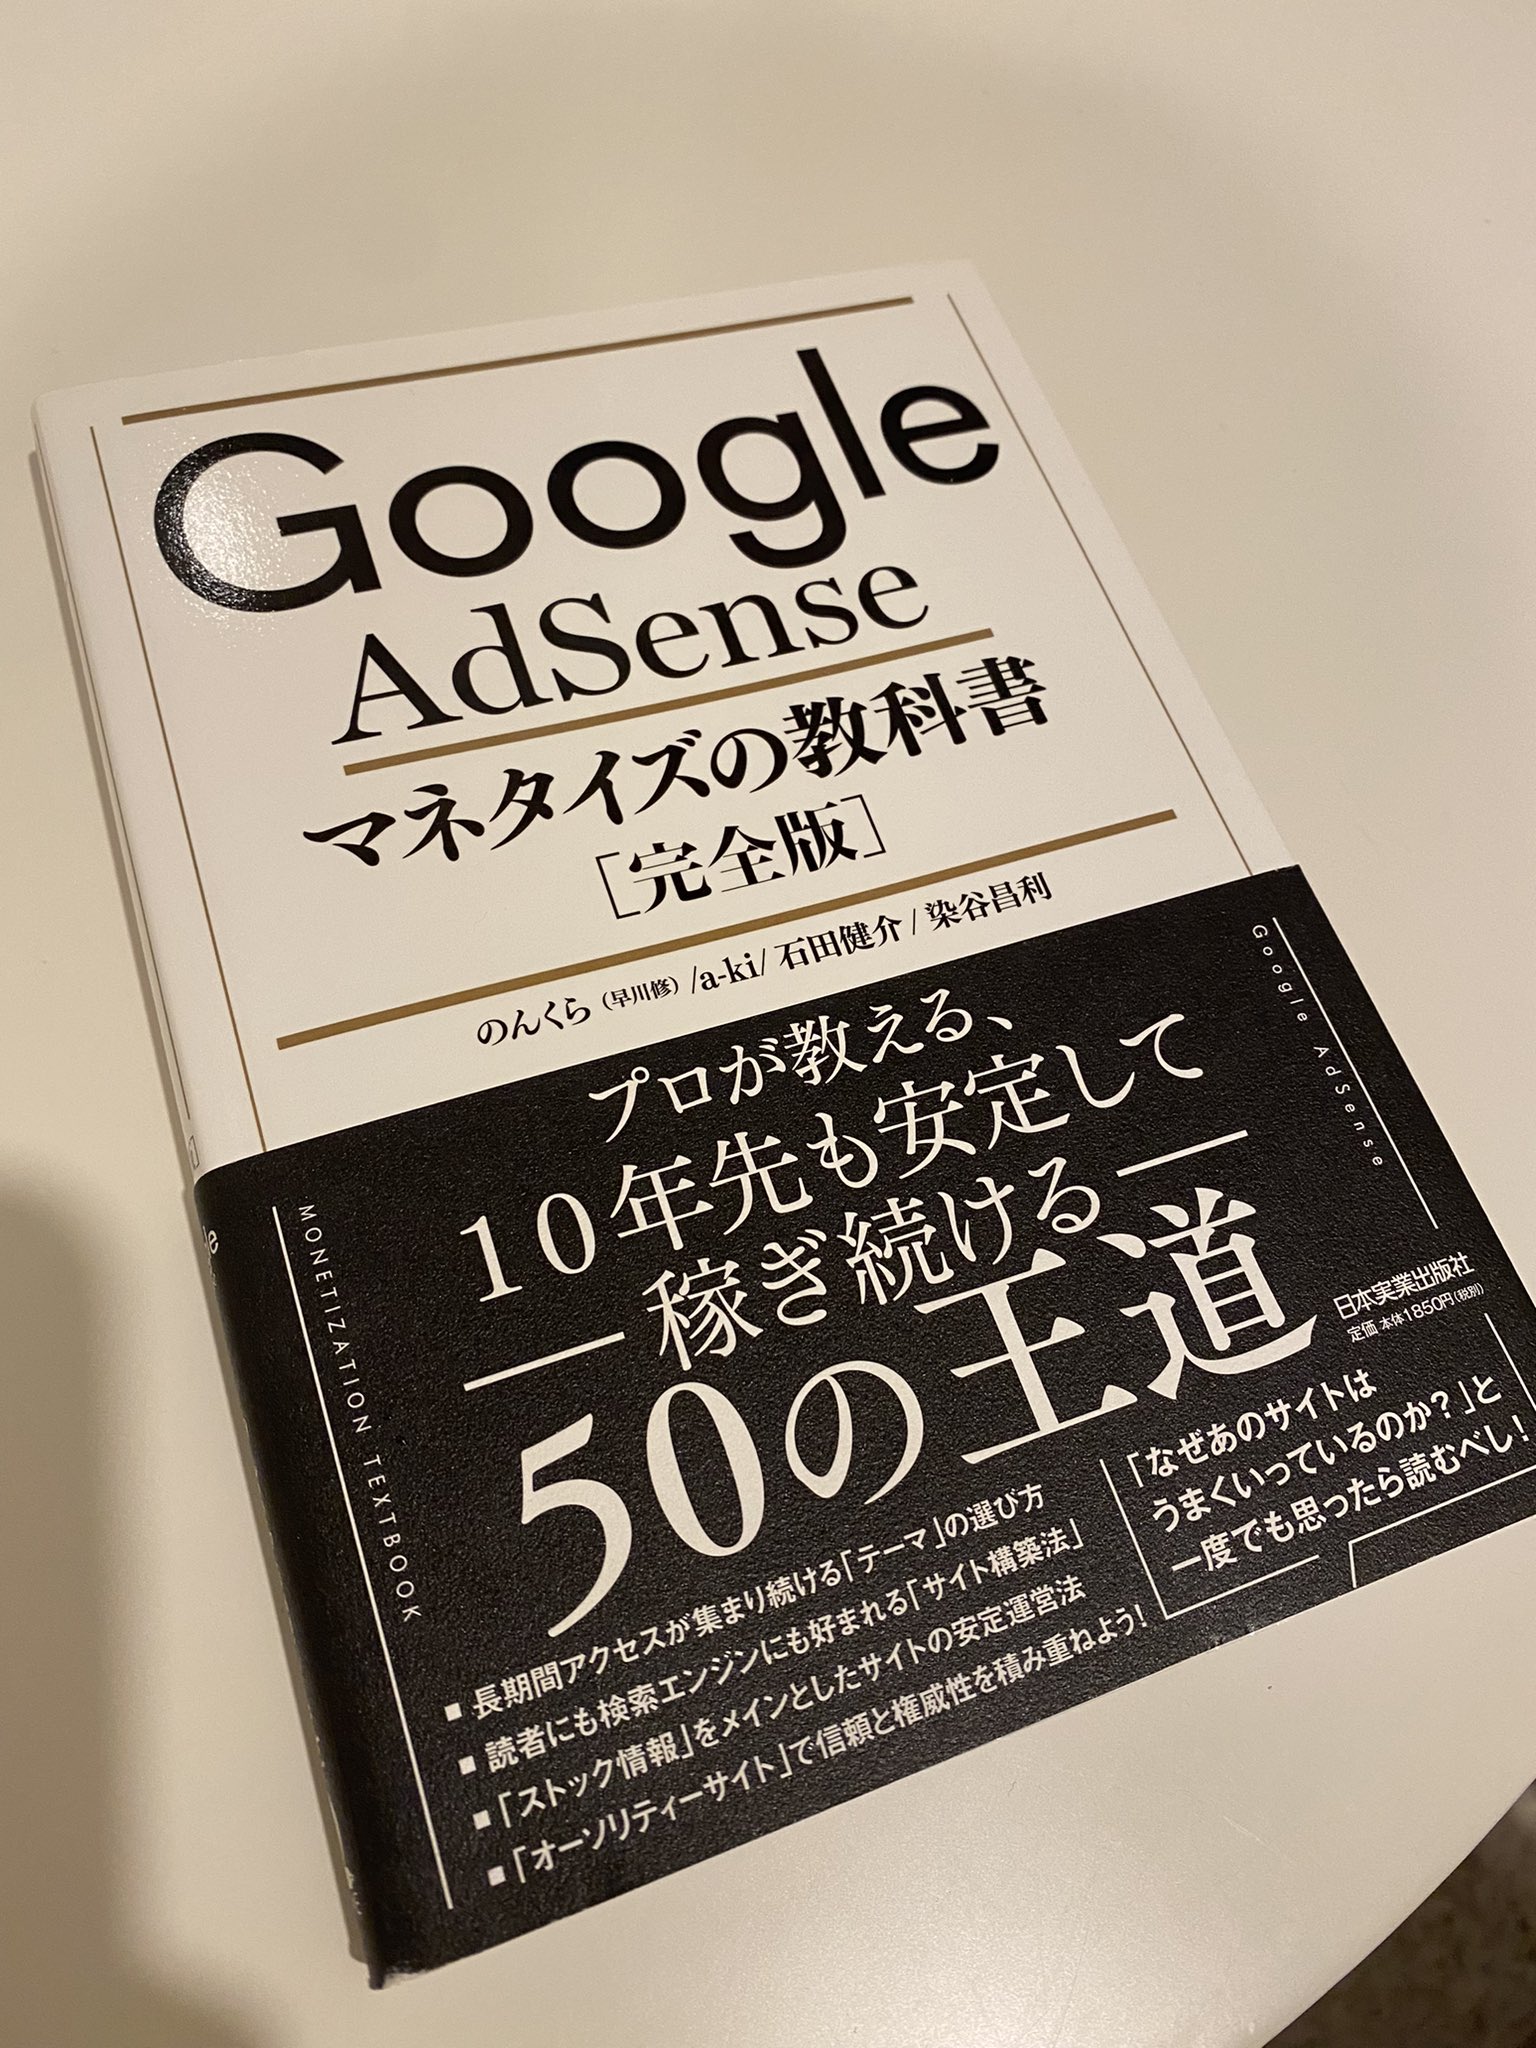 Google
AdSense
マネタイズの教科書
[完全版]
のんくら(早川修)/a-ki/石田健介/染谷昌利
プロが教える、
10年先も安定して
稼ぎ続ける
50の王道
Google AdSense
MONETIZATION TEXTBOOK
日本実業出版社
定価 本体1850円(税別)
「なぜあのサイトは
うまくいっているのか?」と
一度でも思ったら読むべし!
■ 長期間アクセスが集まり続ける「テーマ」の選び方
■ 読者にも検索エンジンにも好まれる「サイト構築法」
■ 「ストック情報」をメインとしたサイトの安定運営法
■ 「オーソリティーサイト」で信頼と権威性を積み重ねよう!